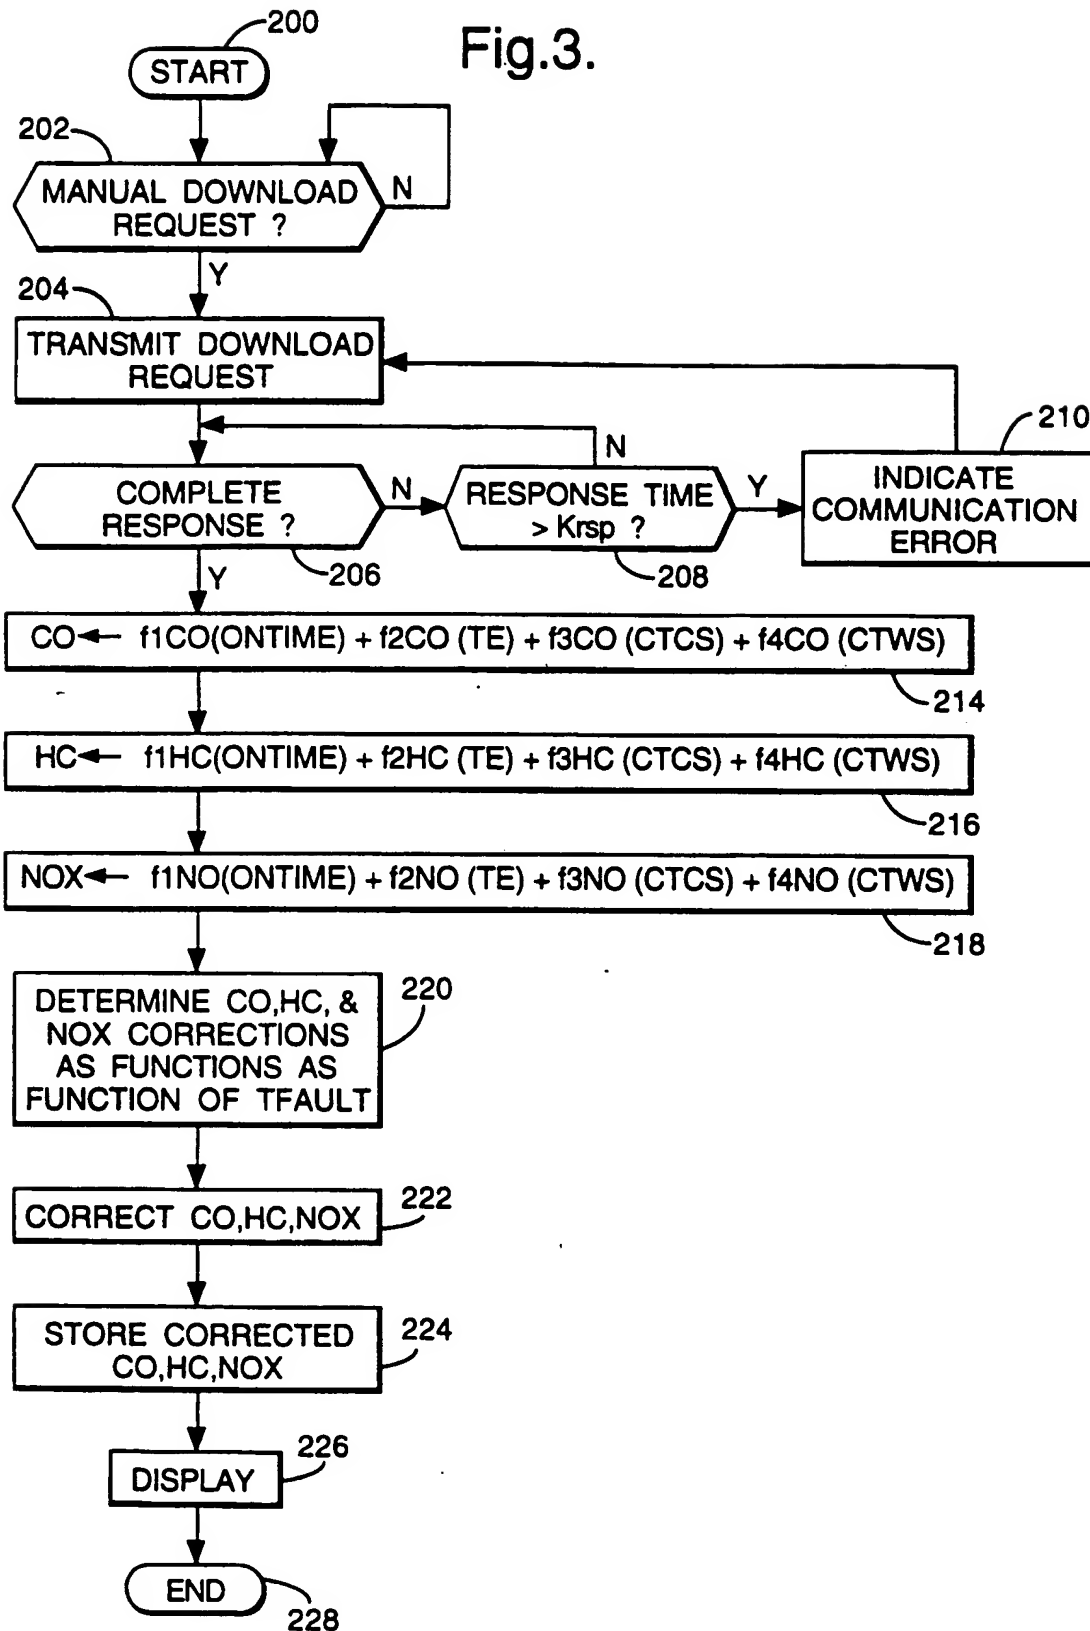 200
Fig.3.
START
202
MANUAL DOWNLOAD
REQUEST ?
N
Y
204
TRANSMIT DOWNLOAD
REQUEST
210
N
COMPLETE
RESPONSE ?
N
RESPONSE TIME
> Krsp ?
Y
INDICATE
COMMUNICATION
ERROR
206
208
Y
CO← f1CO(ONTIME) + f2CO (TE) + f3CO (CTCS) + f4CO (CTWS)
214
HC← f1HC(ONTIME) + f2HC (TE) + f3HC (CTCS) + f4HC (CTWS)
216
NOX← f1NO(ONTIME) + f2NO (TE) + f3NO (CTCS) + f4NO (CTWS)
218
DETERMINE CO,HC, &
NOX CORRECTIONS
AS FUNCTIONS AS
FUNCTION OF TFAULT
220
CORRECT CO,HC,NOX
222
STORE CORRECTED
CO,HC,NOX
224
DISPLAY
226
END
228